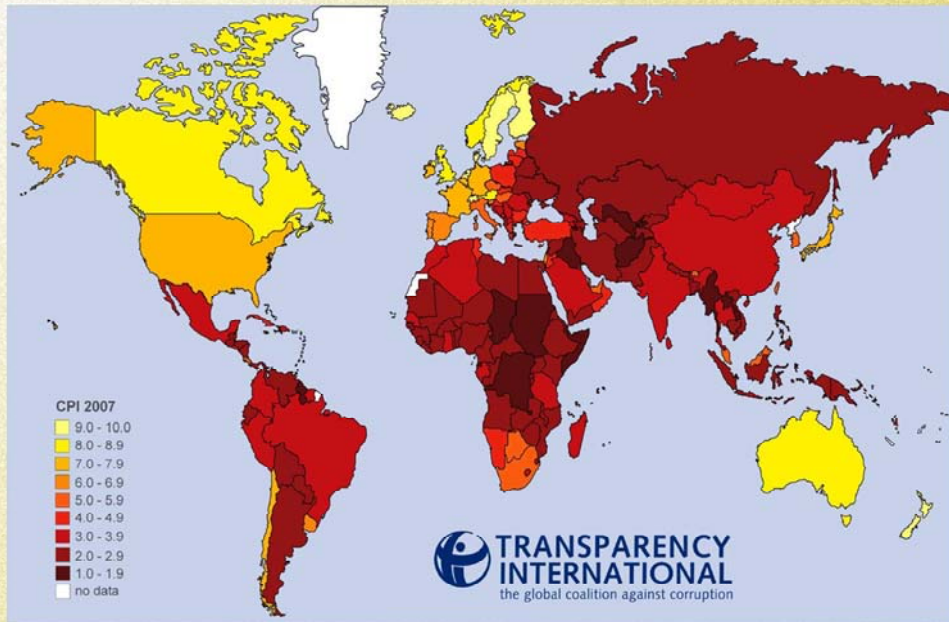 CPI 2007
9.0 - 10.0
8.0 - 8.9
7.0 - 7.9
6.0 - 6.9
5.0 - 5.9
4.0 - 4.9
3.0 - 3.9
2.0 - 2.9
1.0 - 1.9
no data
TRANSPARENCY
INTERNATIONAL
the global coalition against corruption